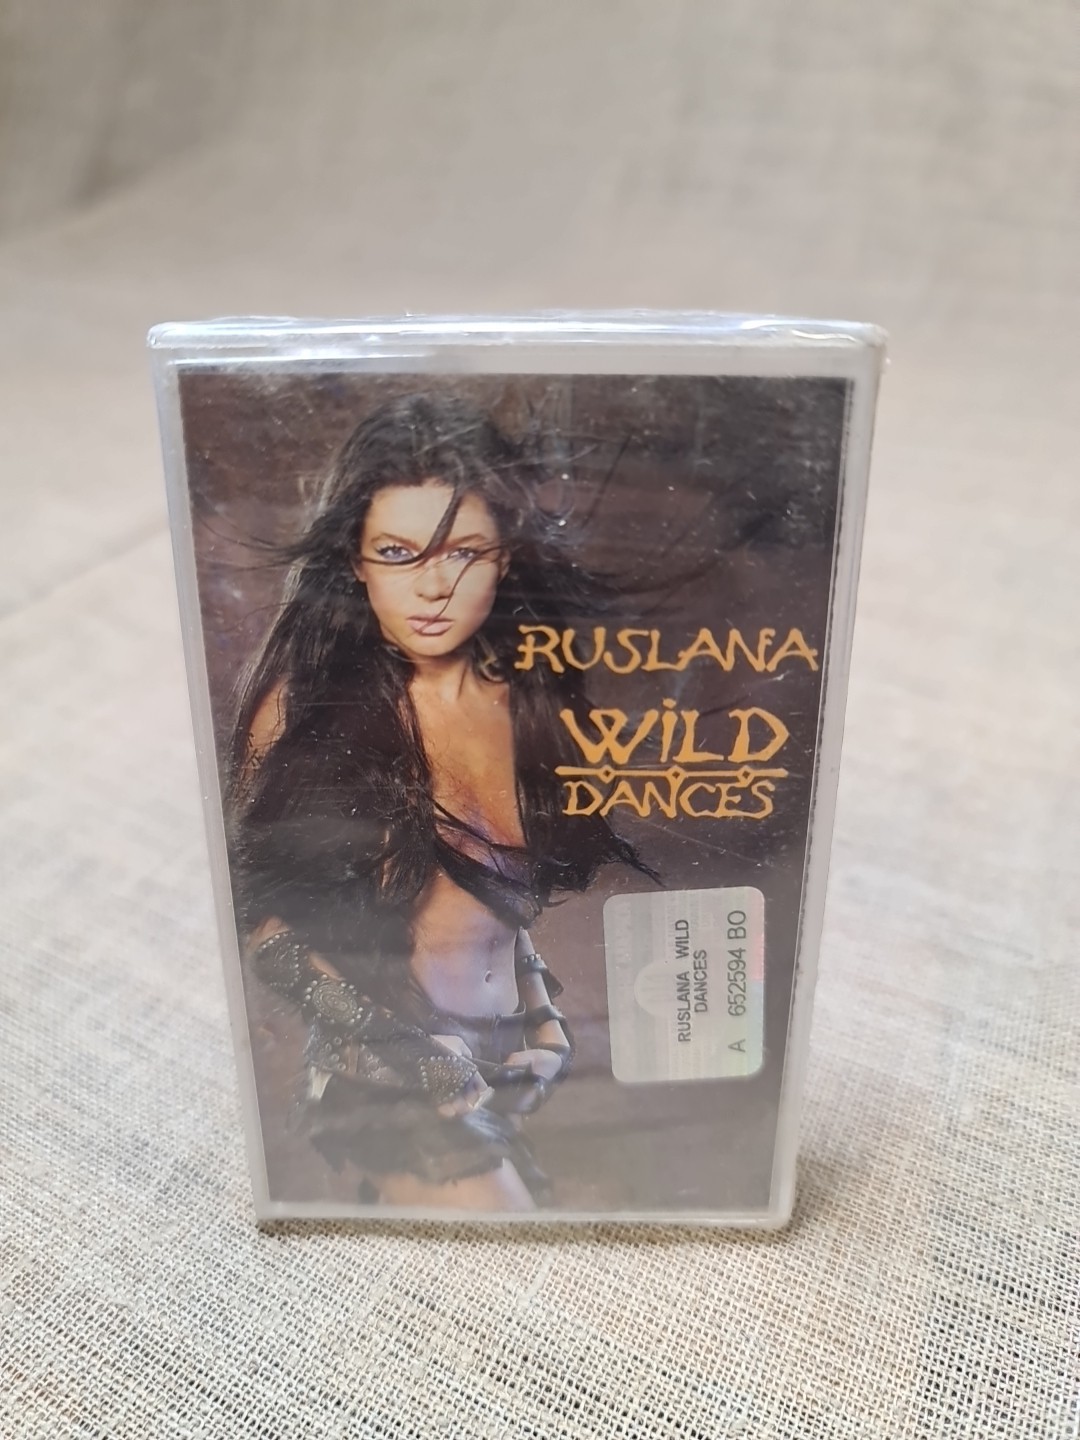 RUSLANA
WiLD
DANCES
RUSLANA WILD
DANCES
A 652594 BO